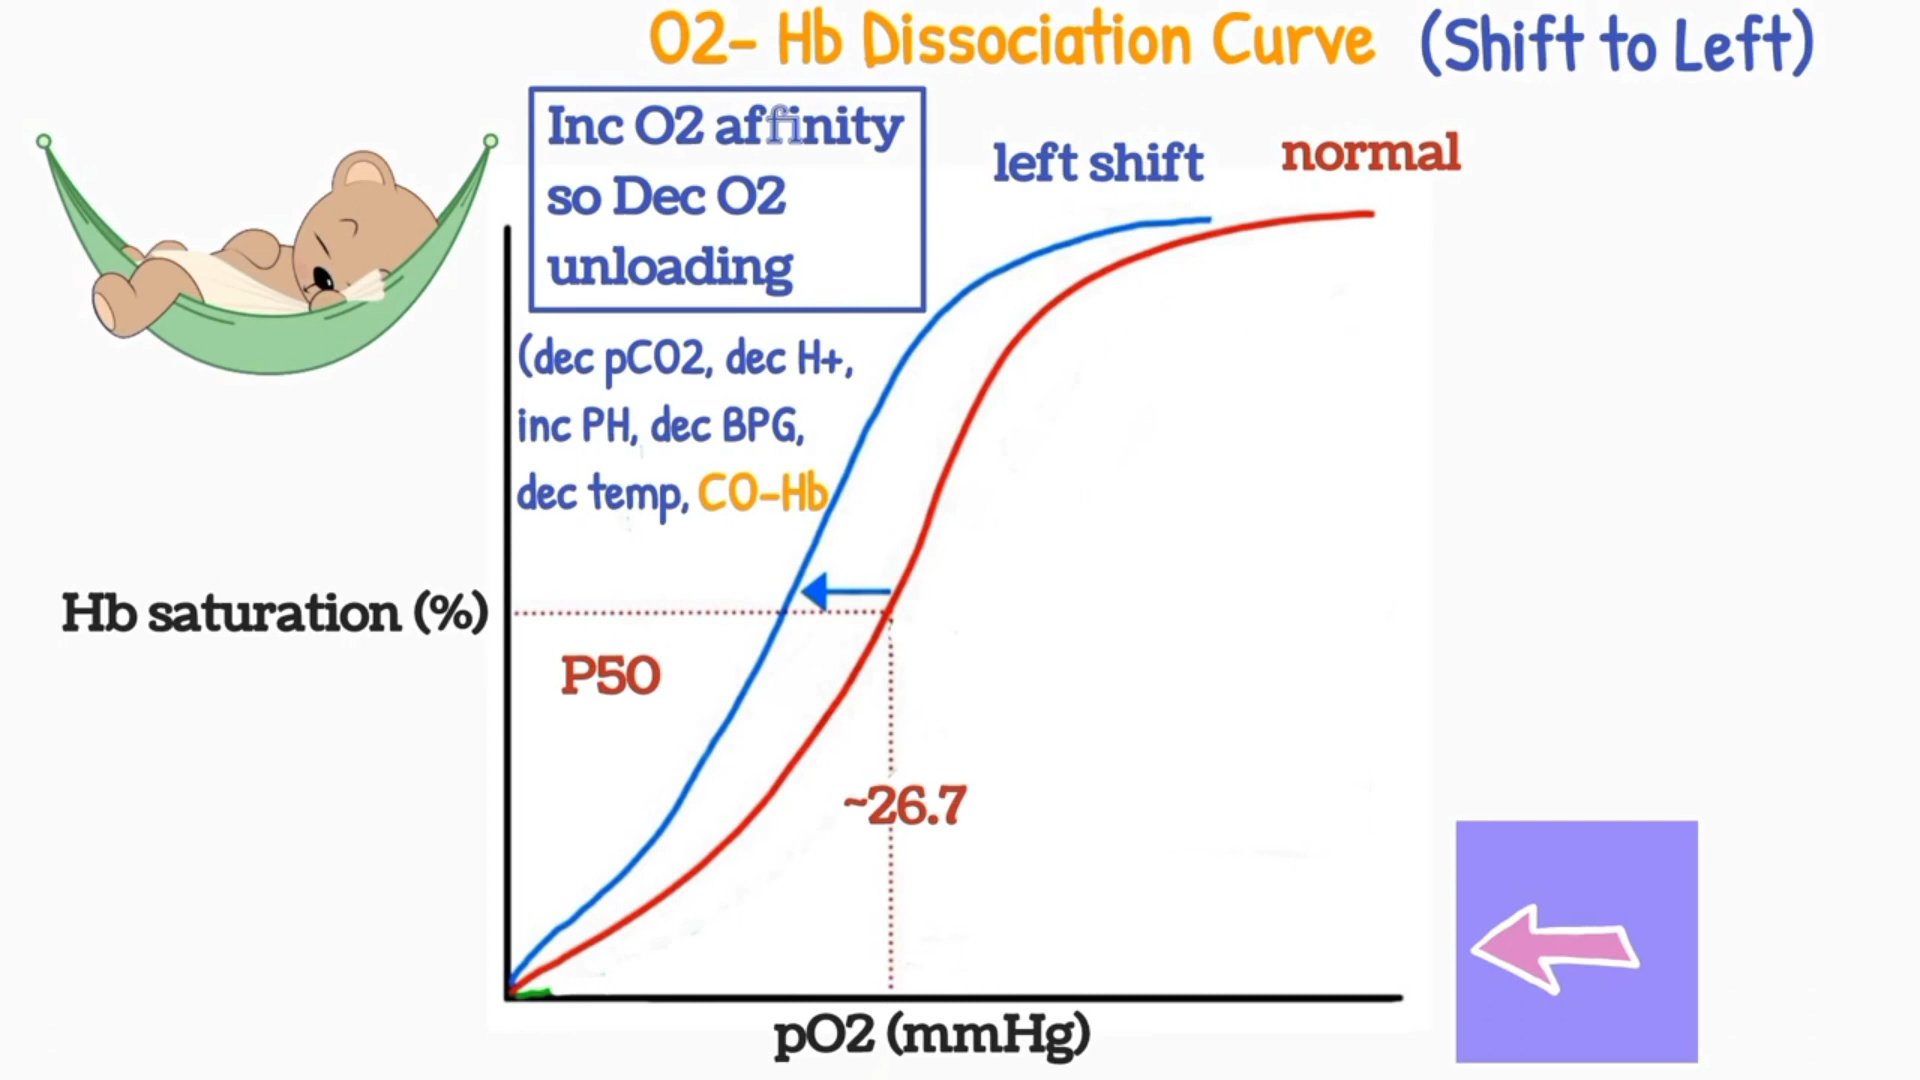 O2- Hb Dissociation Curve (Shift to Left)
Inc O2 affinity
so Dec O2
unloading
left shift
normal
(dec pCO2, dec H+,
inc PH, dec BPG,
dec temp, CO-Hb
Hb saturation (%)
P50
~26.7
pO2 (mmHg)